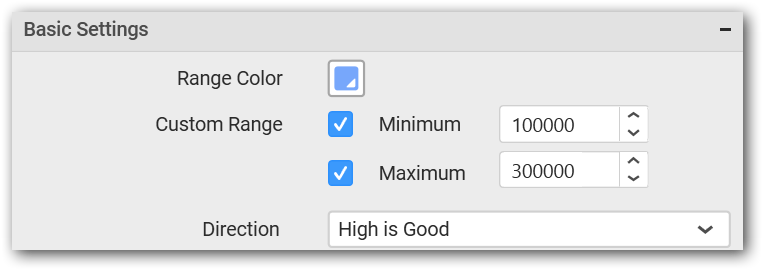 Basic Settings
Range Color
Custom Range Minimum 100000
Maximum 300000
Direction High is Good